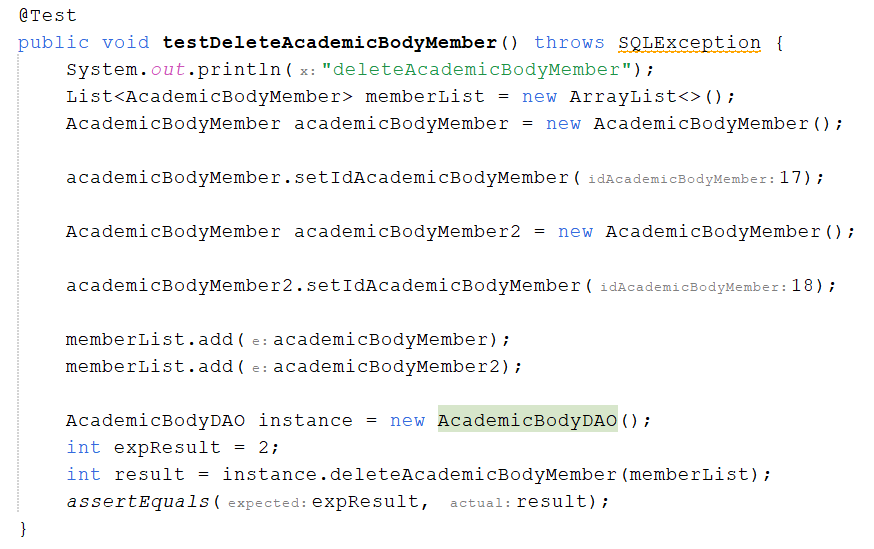 @Test
public void testDeleteAcademicBodyMember() throws SQLException {
System.out.println( x: "deleteAcademicBodyMember");
List<AcademicBodyMember> memberList = new ArrayList<>();
AcademicBodyMember academicBodyMember = new AcademicBodyMember();
academicBodyMember.setIdAcademicBodyMember( idAcademicBodyMember: 17);
AcademicBodyMember academicBodyMember2 = new AcademicBodyMember();
academicBodyMember2.setIdAcademicBodyMember( idAcademicBodyMember: 18);
memberList.add( e: academicBodyMember);
memberList.add( e: academicBodyMember2);
AcademicBodyDAO instance = new AcademicBodyDAO();
int expResult = 2;
int result = instance.deleteAcademicBodyMember(memberList);
assertEquals( expected: expResult, actual: result);
}